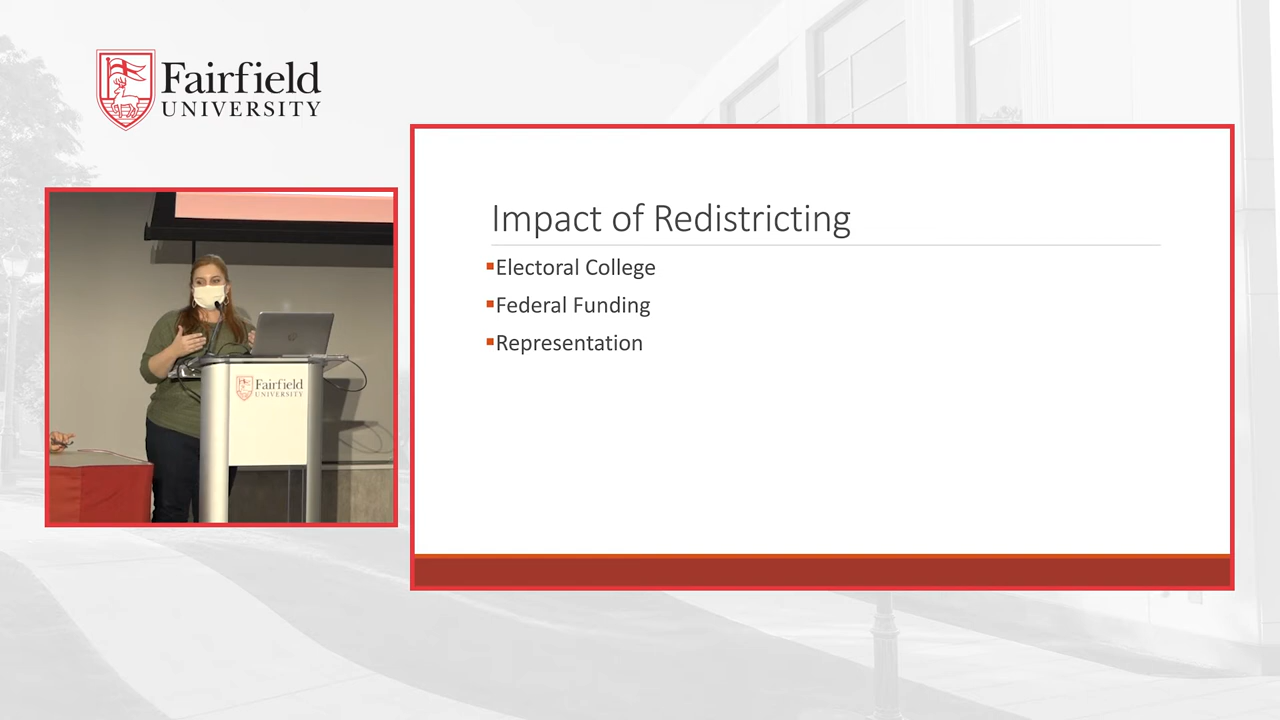 Fairfield
UNIVERSITY
Impact of Redistricting
Electoral College
Federal Funding
Representation
Fairfield
UNIVERSITY